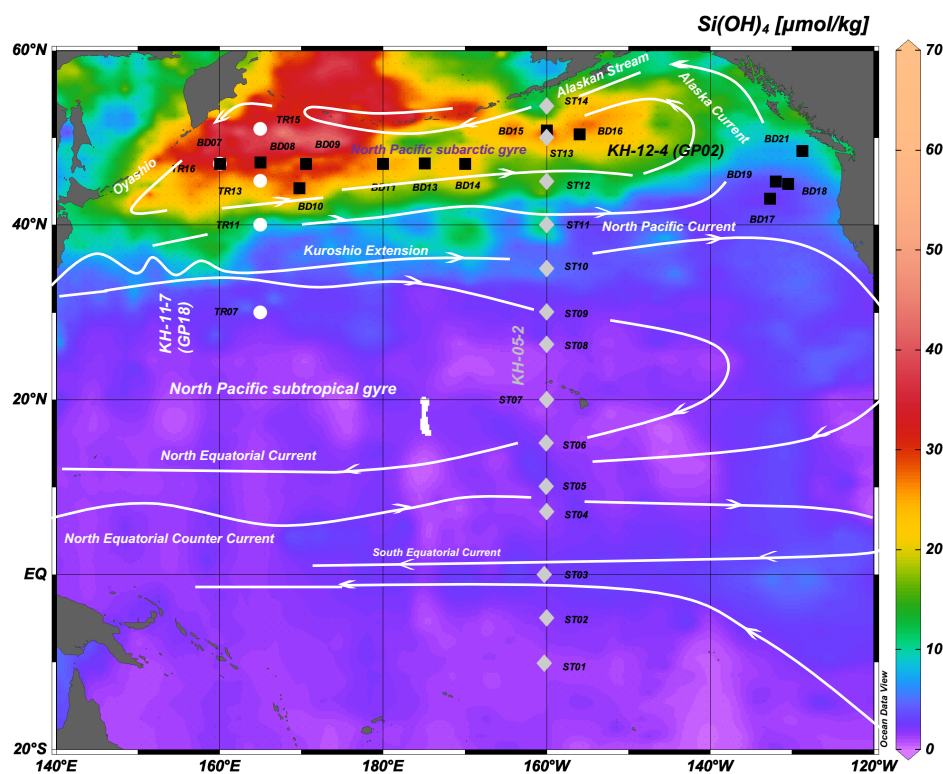 Si(OH)₄ [µmol/kg]
60°N
40°N
20°N
EQ
20°S
140°E
160°E
180°E
160°W
140°W
120°W
70
60
50
40
30
20
10
0
Ocean Data View
Alaskan Stream
Alaska Current
ST14
TR15
BD15
BD16
BD21
BD07
BD08
BD09
North Pacific subarctic gyre
ST13
KH-12-4 (GP02)
Oyashio
TR16
TR13
BD11
BD13
BD14
ST12
BD19
BD18
BD10
BD17
TR11
ST11
North Pacific Current
Kuroshio Extension
ST10
KH-11-7
(GP18)
TR07
ST09
KH-05-2
ST08
North Pacific subtropical gyre
ST07
ST06
North Equatorial Current
ST05
ST04
North Equatorial Counter Current
South Equatorial Current
ST03
ST02
ST01